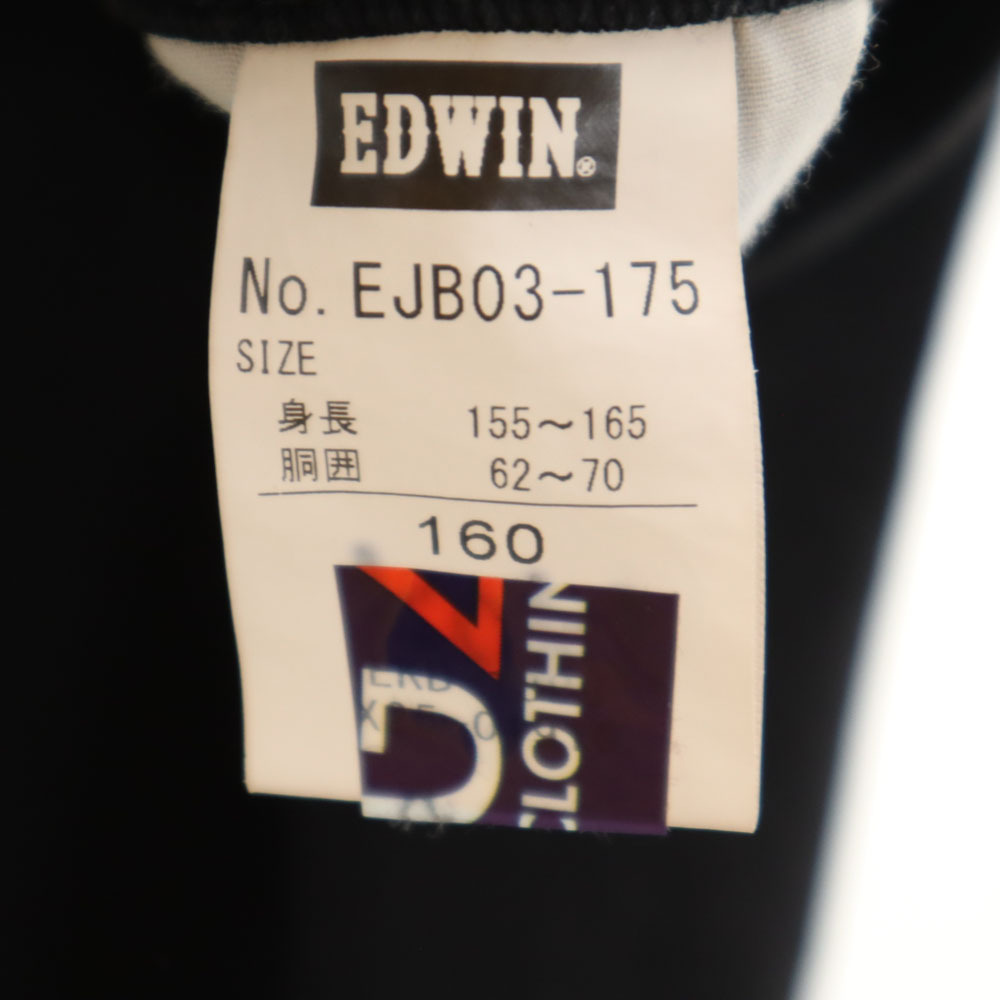 EDWIN®
No. EJB03-175
SIZE
身長 155〜165
胴囲 62〜70
160
CLOTHIN